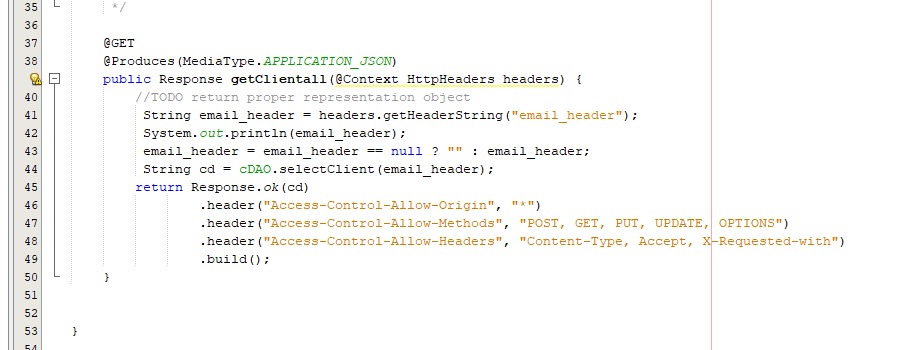 35 */
36
37 @GET
38 @Produces(MediaType.APPLICATION_JSON)
public Response getClientall(@Context HttpHeaders headers) {
40 //TODO return proper representation object
41 String email_header = headers.getHeaderString("email_header");
42 System.out.println(email_header);
43 email_header = email_header == null ? "" : email_header;
44 String cd = cDAO.selectClient(email_header);
45 return Response.ok(cd)
46 .header("Access-Control-Allow-Origin", "*")
47 .header("Access-Control-Allow-Methods", "POST, GET, PUT, UPDATE, OPTIONS")
48 .header("Access-Control-Allow-Headers", "Content-Type, Accept, X-Requested-with")
49 .build();
50 }
51
52
53 }
54